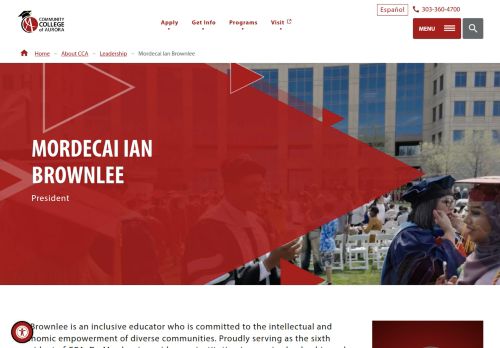 COMMUNITY
COLLEGE
of AURORA
Español
303-360-4700
Apply
Get Info
Programs
Visit
MENU
Home
About CCA
Leadership
Mordecai Ian Brownlee
MORDECAI IAN
BROWNLEE
President
Brownlee is an inclusive educator who is committed to the intellectual and
nomic empowerment of diverse communities. Proudly serving as the sixth